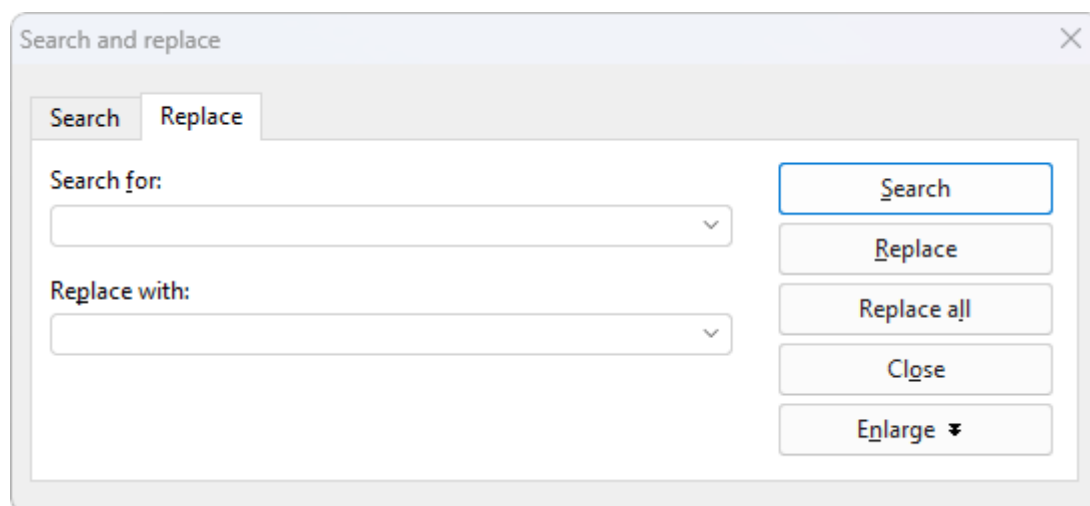 Search and replace
Search
Replace
Search for:
Replace with:
Search
Replace
Replace all
Close
Enlarge